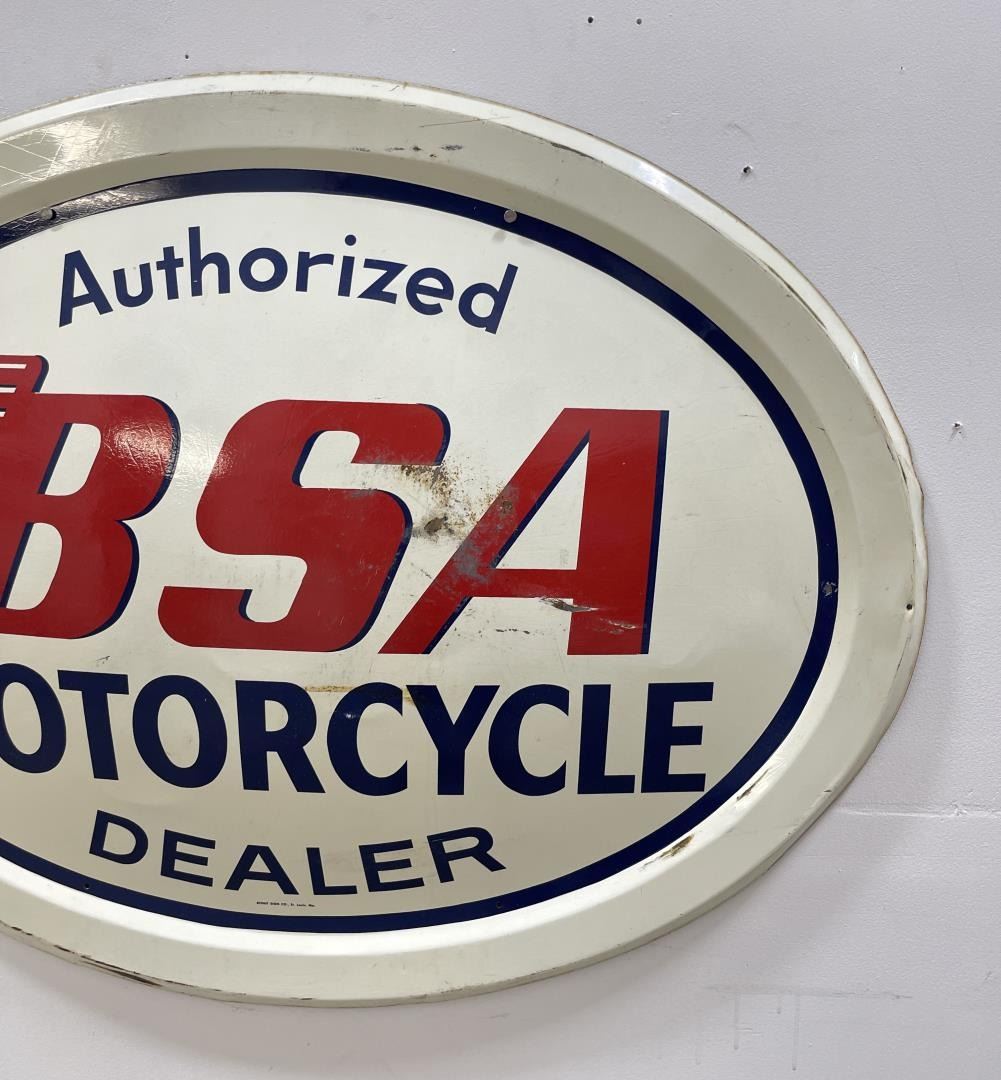 Authorized
BSA
OTORCYCLE
DEALER